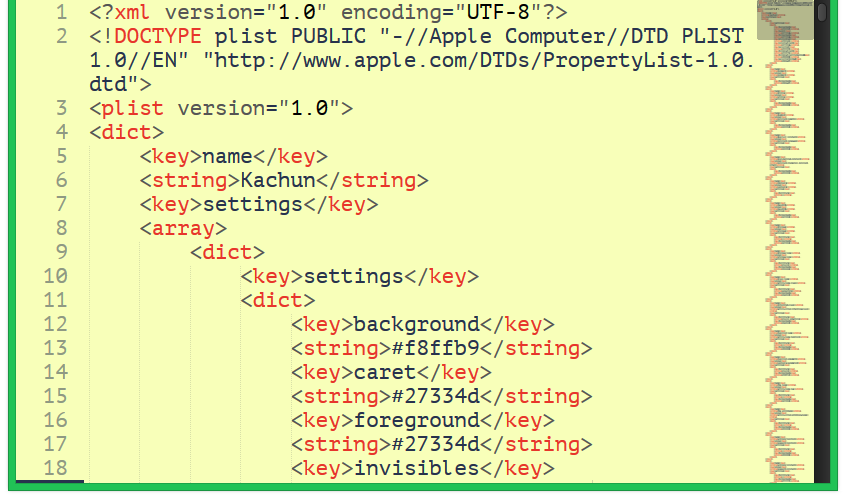 1 <?xml version="1.0" encoding="UTF-8"?>
2 <!DOCTYPE plist PUBLIC "-//Apple Computer//DTD PLIST
1.0//EN" "http://www.apple.com/DTDs/PropertyList-1.0.
dtd">
3 <plist version="1.0">
4 <dict>
5     <key>name</key>
6     <string>Kachun</string>
7     <key>settings</key>
8     <array>
9         <dict>
10             <key>settings</key>
11             <dict>
12                 <key>background</key>
13                 <string>#f8ffb9</string>
14                 <key>caret</key>
15                 <string>#27334d</string>
16                 <key>foreground</key>
17                 <string>#27334d</string>
18                 <key>invisibles</key>